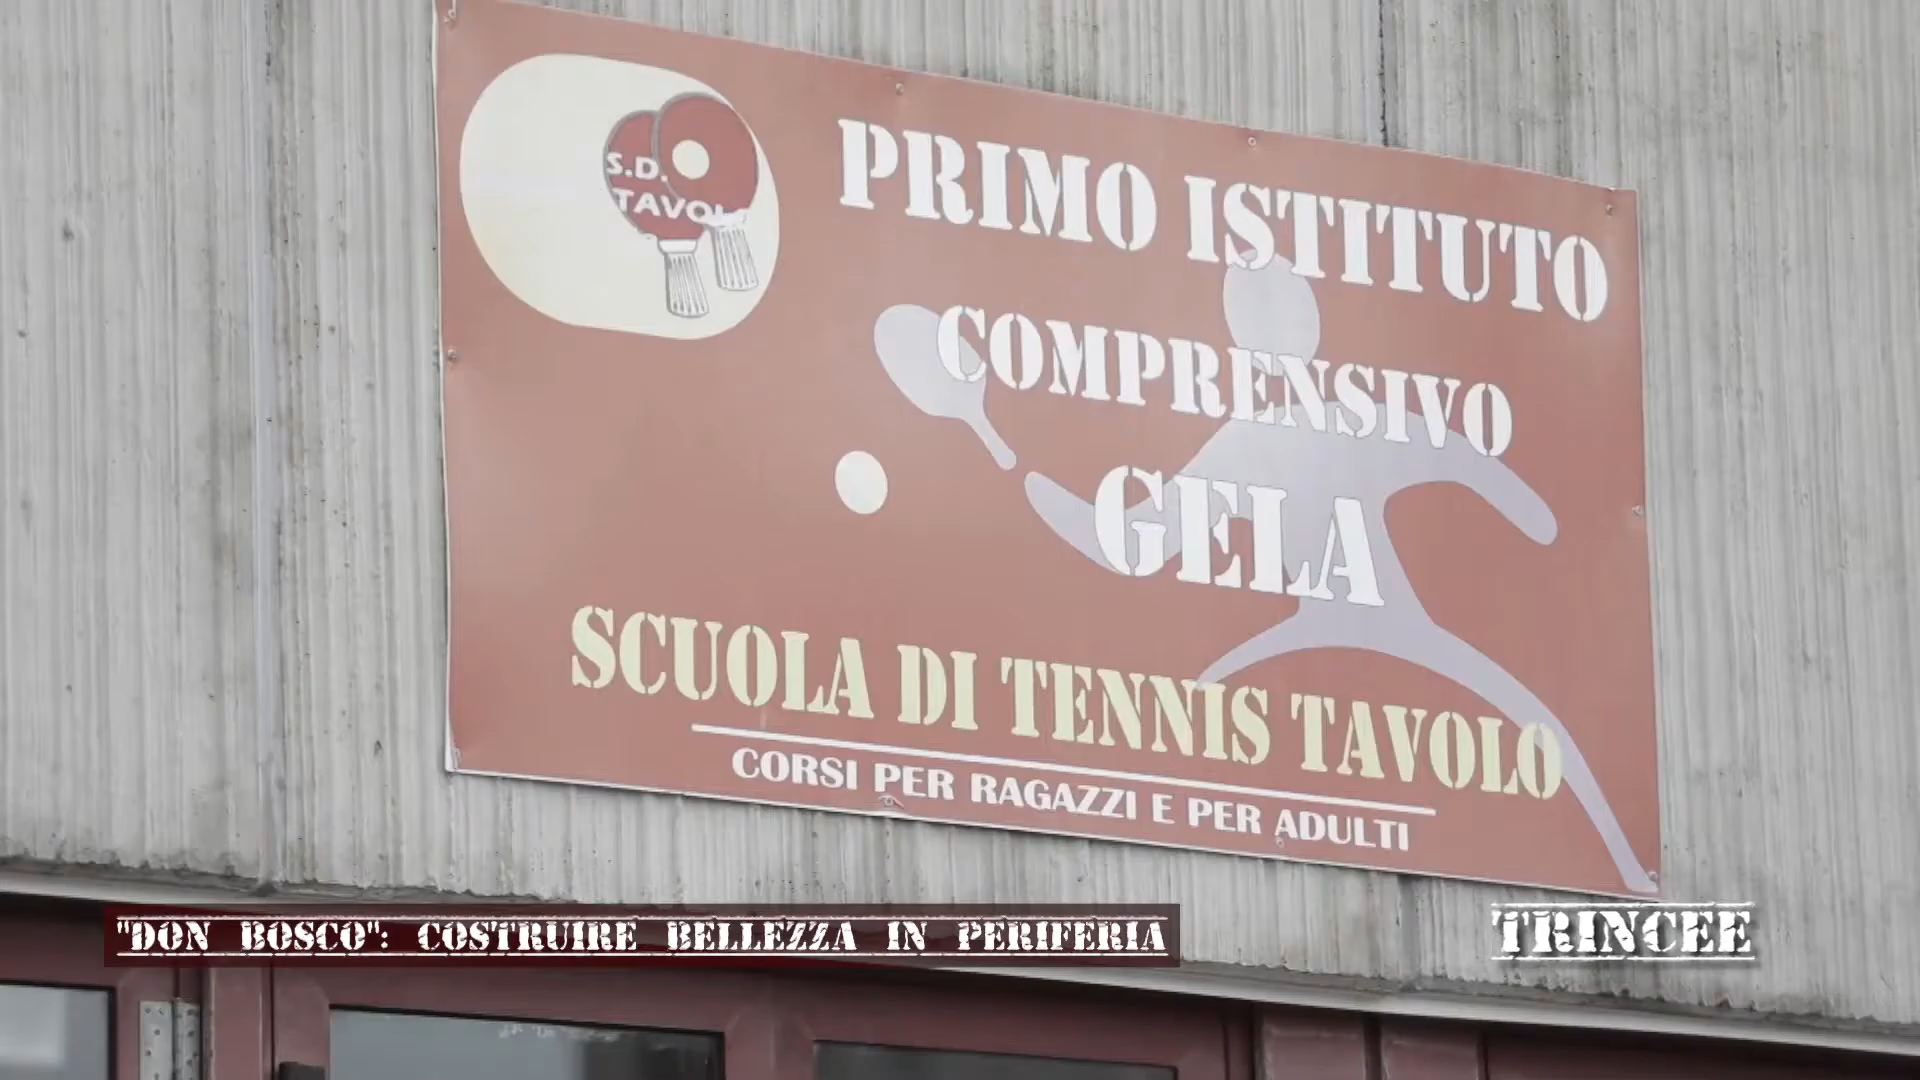 S.D.
TAVOLO
PRIMO ISTITUTO
COMPRENSIVO
GELA
SCUOLA DI TENNIS TAVOLO
CORSI PER RAGAZZI E PER ADULTI
"DON BOSCO": COSTRUIRE BELLEZZA IN PERIFERIA
TRINCEE